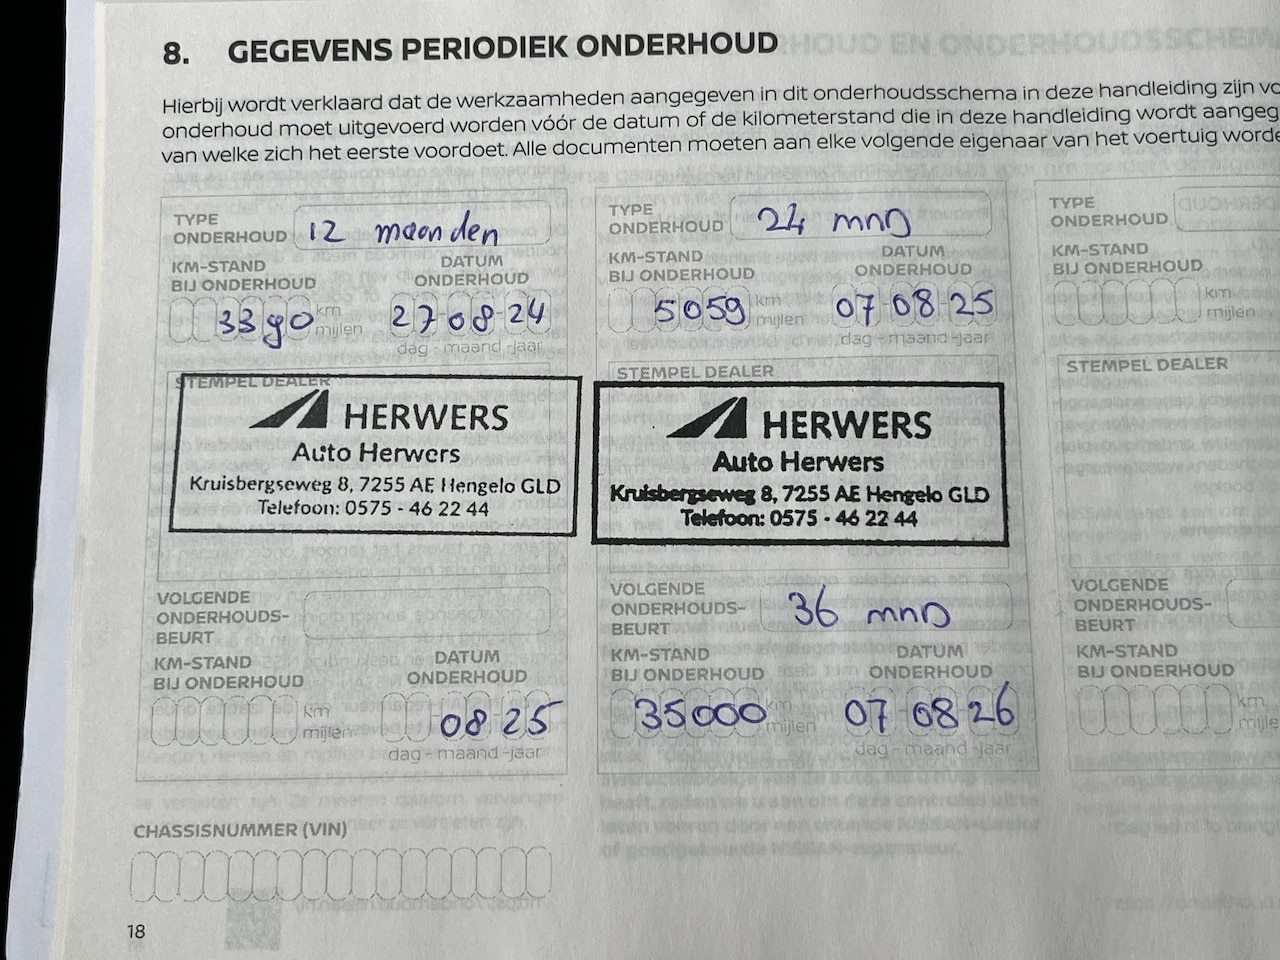 8. GEGEVENS PERIODIEK ONDERHOUD
Hierbij wordt verklaard dat de werkzaamheden aangegeven in dit onderhoudsschema in deze handleiding zijn
onderhoud moet uitgevoerd worden vóór de datum of de kilometerstand die in deze handleiding wordt
van welke zich het eerste voordoet. Alle documenten moeten aan elke volgende eigenaar van het voertuig
TYPE
ONDERHOUD 12 maanden
KM-STAND
BIJ ONDERHOUD
DATUM
ONDERHOUD
3390 km
mijlen
27-08-24
dag - maand - jaar
STEMPEL DEALER
HERWERS
Auto Herwers
Kruisbergseweg 8, 7255 AE Hengelo GLD
Telefoon: 0575 - 46 22 44
VOLGENDE
ONDERHOUDS-
BEURT
KM-STAND
BIJ ONDERHOUD
DATUM
ONDERHOUD
km
mijlen
08-25
dag - maand - jaar
TYPE
ONDERHOUD 24 mnD
KM-STAND
BIJ ONDERHOUD
DATUM
ONDERHOUD
5059 km
mijlen
07-08-25
dag - maand - jaar
STEMPEL DEALER
HERWERS
Auto Herwers
Kruisbergseweg 8, 7255 AE Hengelo GLD
Telefoon: 0575 - 46 22 44
VOLGENDE
ONDERHOUDS-
BEURT
36 mnD
KM-STAND
BIJ ONDERHOUD
DATUM
ONDERHOUD
35000 km
mijlen
07-08-26
dag - maand - jaar
TYPE
ONDERHOUD
KM-STAND
BIJ ONDERHOUD
km
mijlen
STEMPEL DEALER
VOLGENDE
ONDERHOUDS-
BEURT
KM-STAND
BIJ ONDERHOUD
km
CHASSISNUMMER (VIN)
18